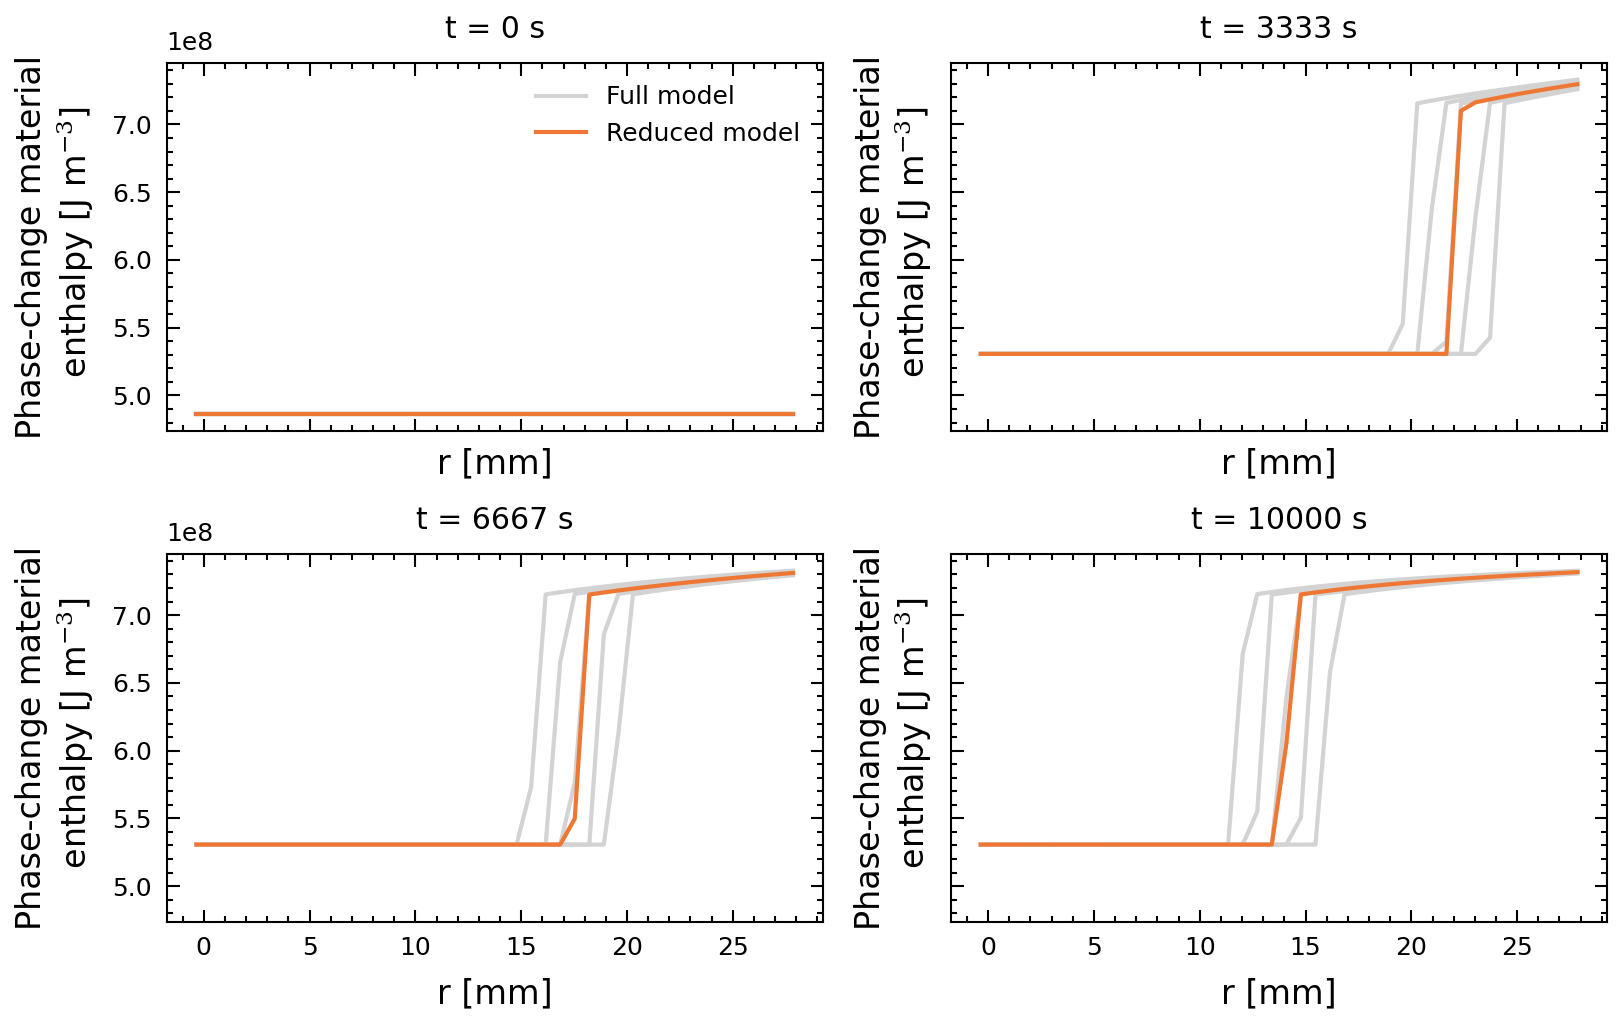 t = 0 s
1e8
Phase-change material
enthalpy [J m⁻³]
7.0
6.5
6.0
5.5
5.0
Full model
Reduced model
r [mm]
t = 3333 s
Phase-change material
enthalpy [J m⁻³]
r [mm]
t = 6667 s
1e8
Phase-change material
enthalpy [J m⁻³]
7.0
6.5
6.0
5.5
5.0
0 5 10 15 20 25
r [mm]
t = 10000 s
Phase-change material
enthalpy [J m⁻³]
0 5 10 15 20 25
r [mm]